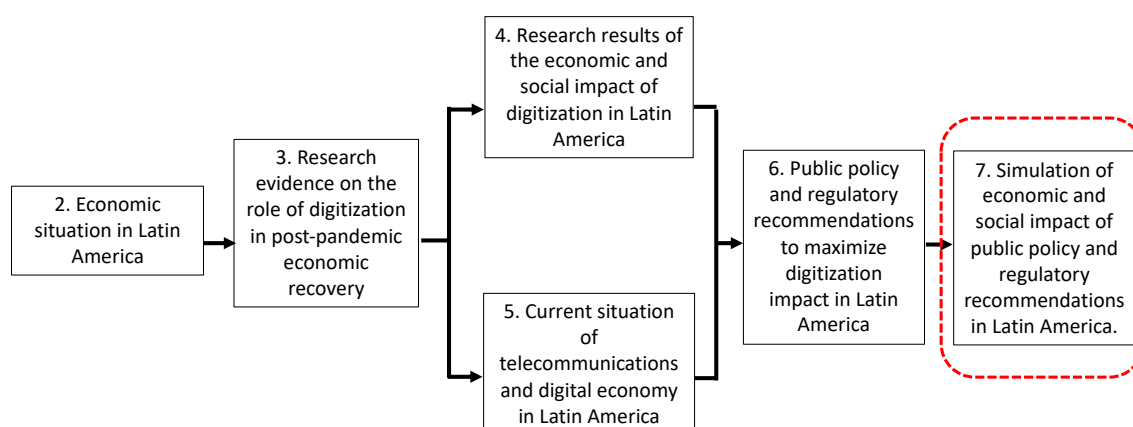 2. Economic
situation in Latin
America
3. Research
evidence on the
role of digitization
in post-pandemic
economic
recovery
4. Research results of
the economic and
social impact of
digitization in Latin
America
5. Current situation
of
telecommunications
and digital economy
in Latin America
6. Public policy
and regulatory
recommendations
to maximize
digitization
impact in Latin
America
7. Simulation of
economic and
social impact of
public policy and
regulatory
recommendations
in Latin America.